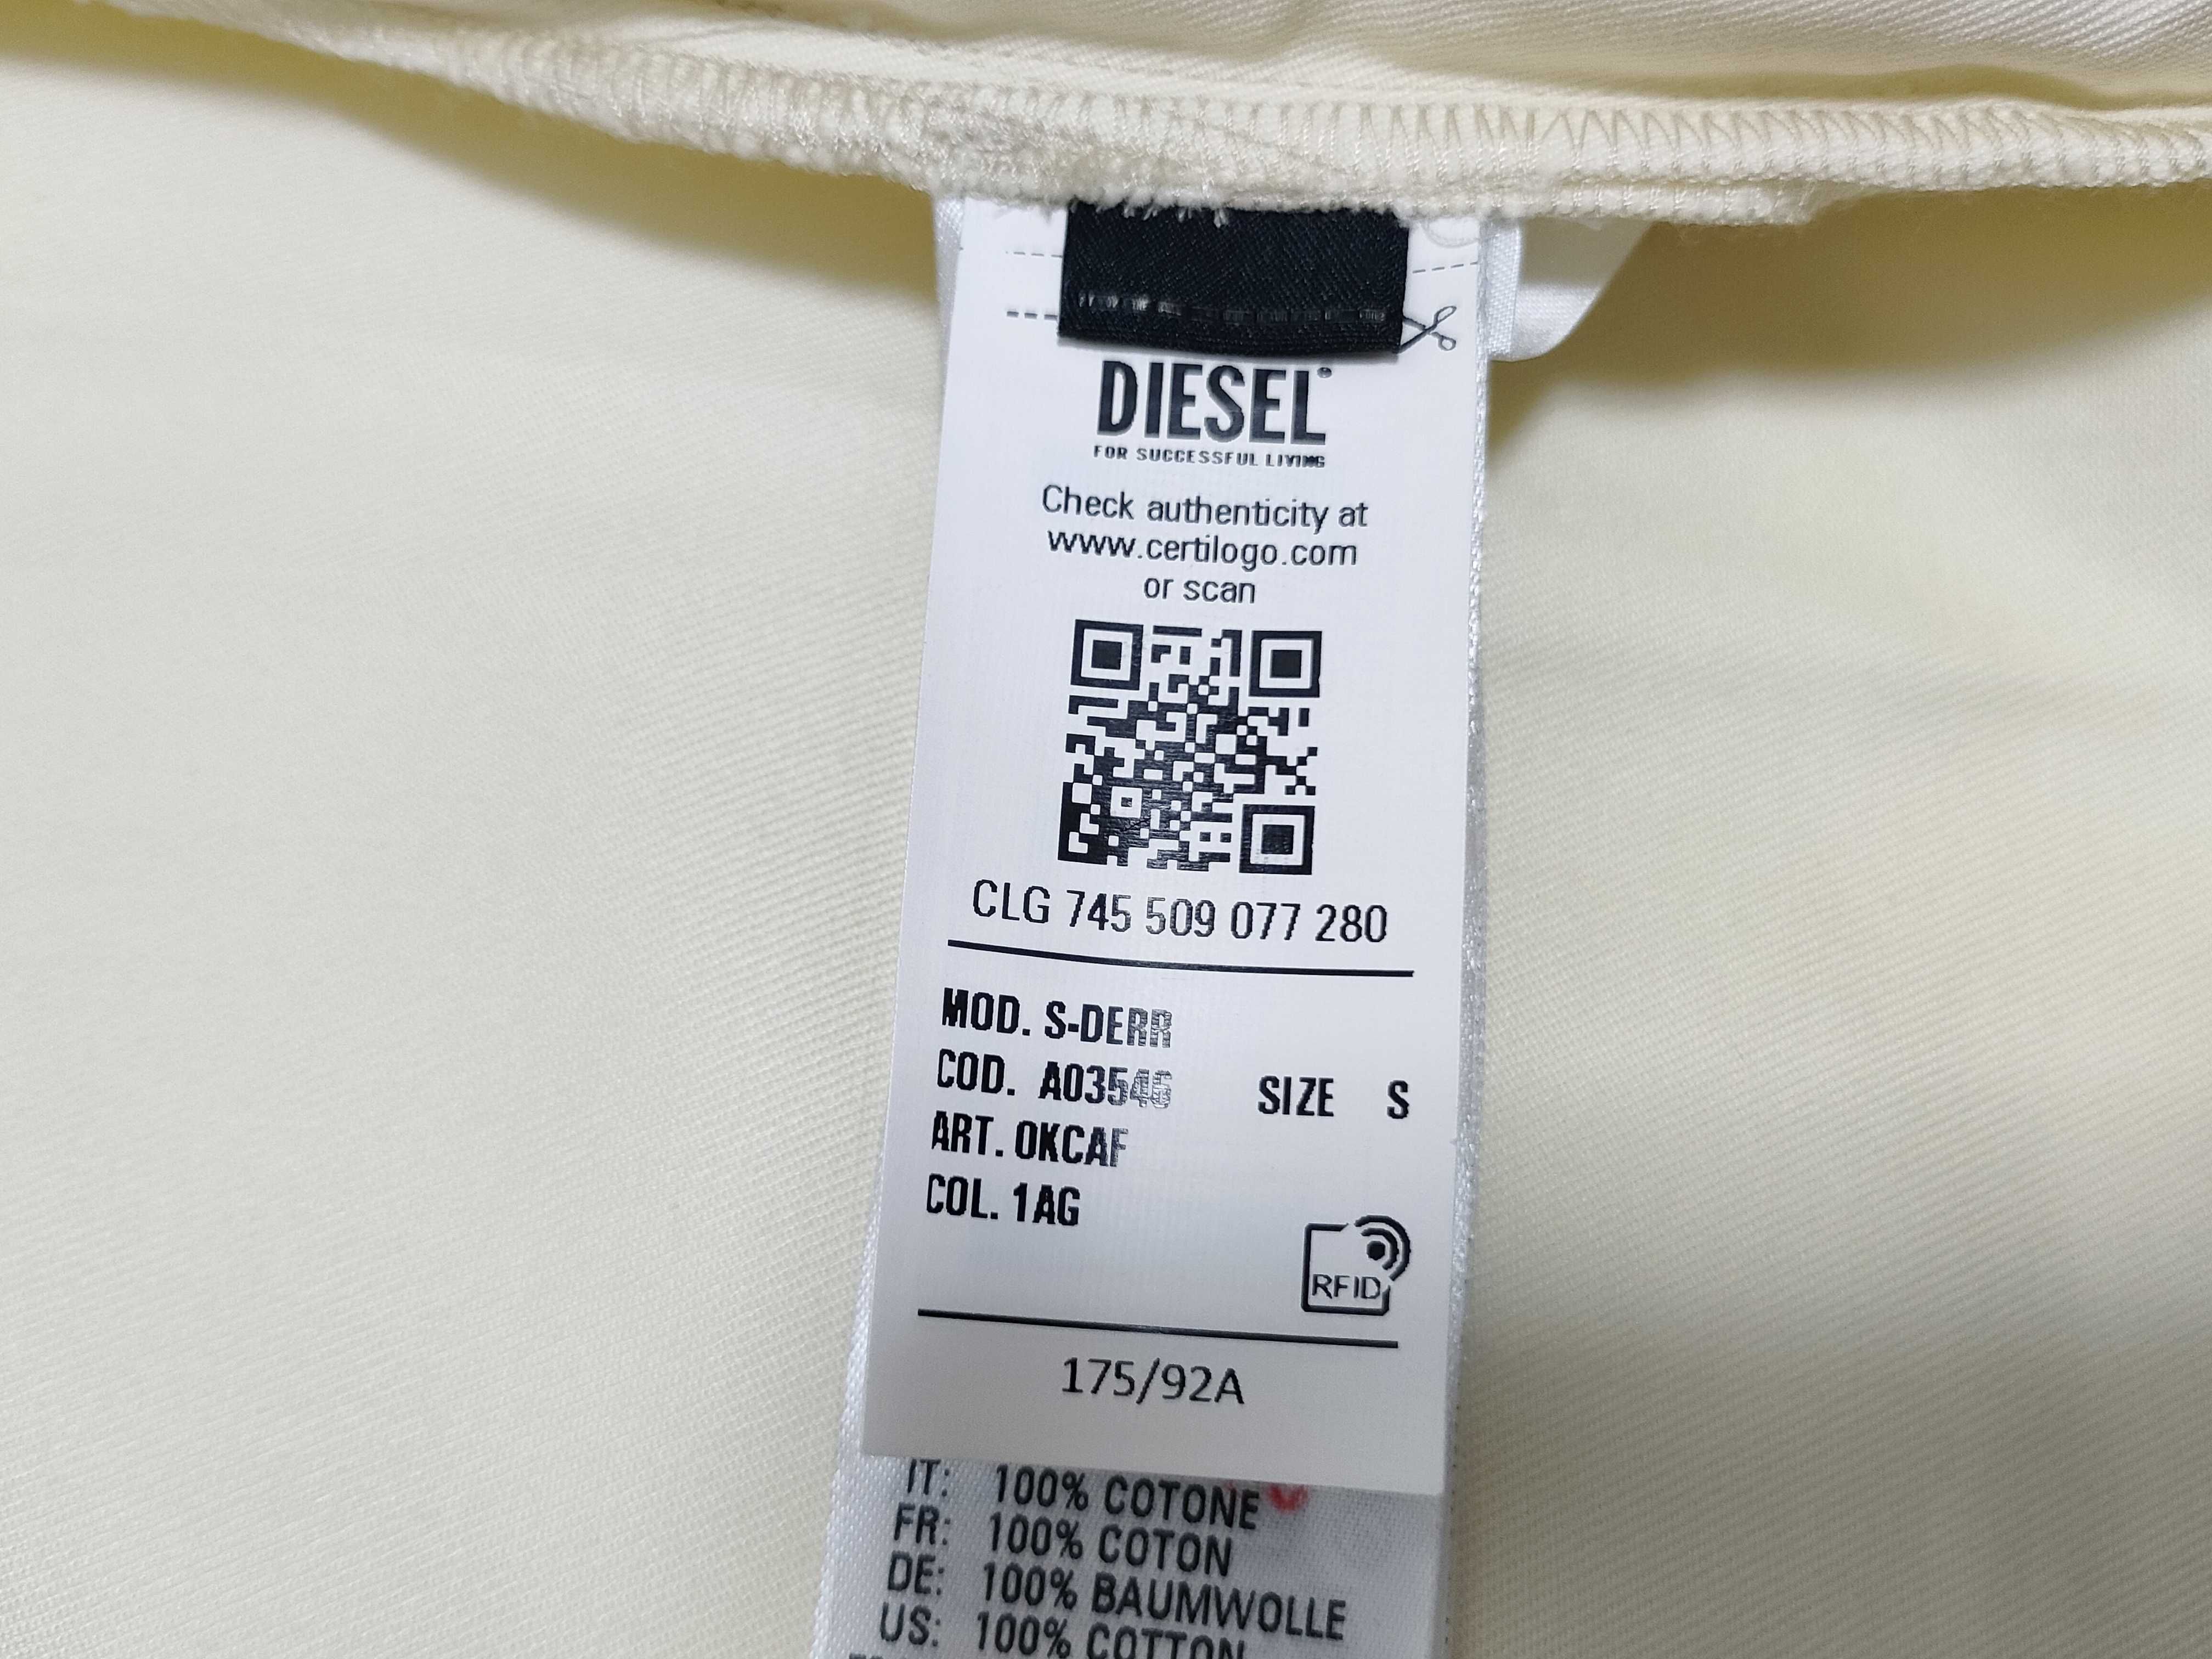 DIESEL®
FOR SUCCESSFUL LIVING
Check authenticity at
www.certilogo.com
or scan
CLG 745 509 077 280
MOD. S-DERR
COD. A03546
SIZE S
ART. 0KCAF
COL. 1AG
RFID
175/92A
IT: 100% COTONE
FR: 100% COTON
DE: 100% BAUMWOLLE
US: 100% COTTON